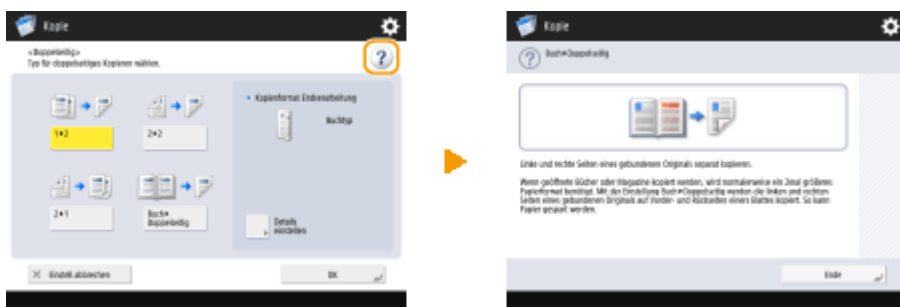 Kopie
<Doppelseitig>
Typ für doppelseitiges Kopieren wählen.
?
1▸2
2▸2
2▸1
Buch▸
Doppelseitig
Kopienformat Endverarbeitung
Buchtyp
Details
einstellen
Einstell.abbrechen
OK
Kopie
? Buch▸Doppelseitig
Linke und rechte Seiten eines gebundenen Originals separat kopieren.
Wenn geöffnete Bücher oder Magazine kopiert werden, wird normalerweise ein 2mal größeres
Papierformat benötigt. Mit der Einstellung Buch▸Doppelseitig werden die linken und rechten
Seiten eines gebundenen Originals auf Vorder- und Rückseiten eines Blattes kopiert. So kann
Papier gespart werden.
Ende